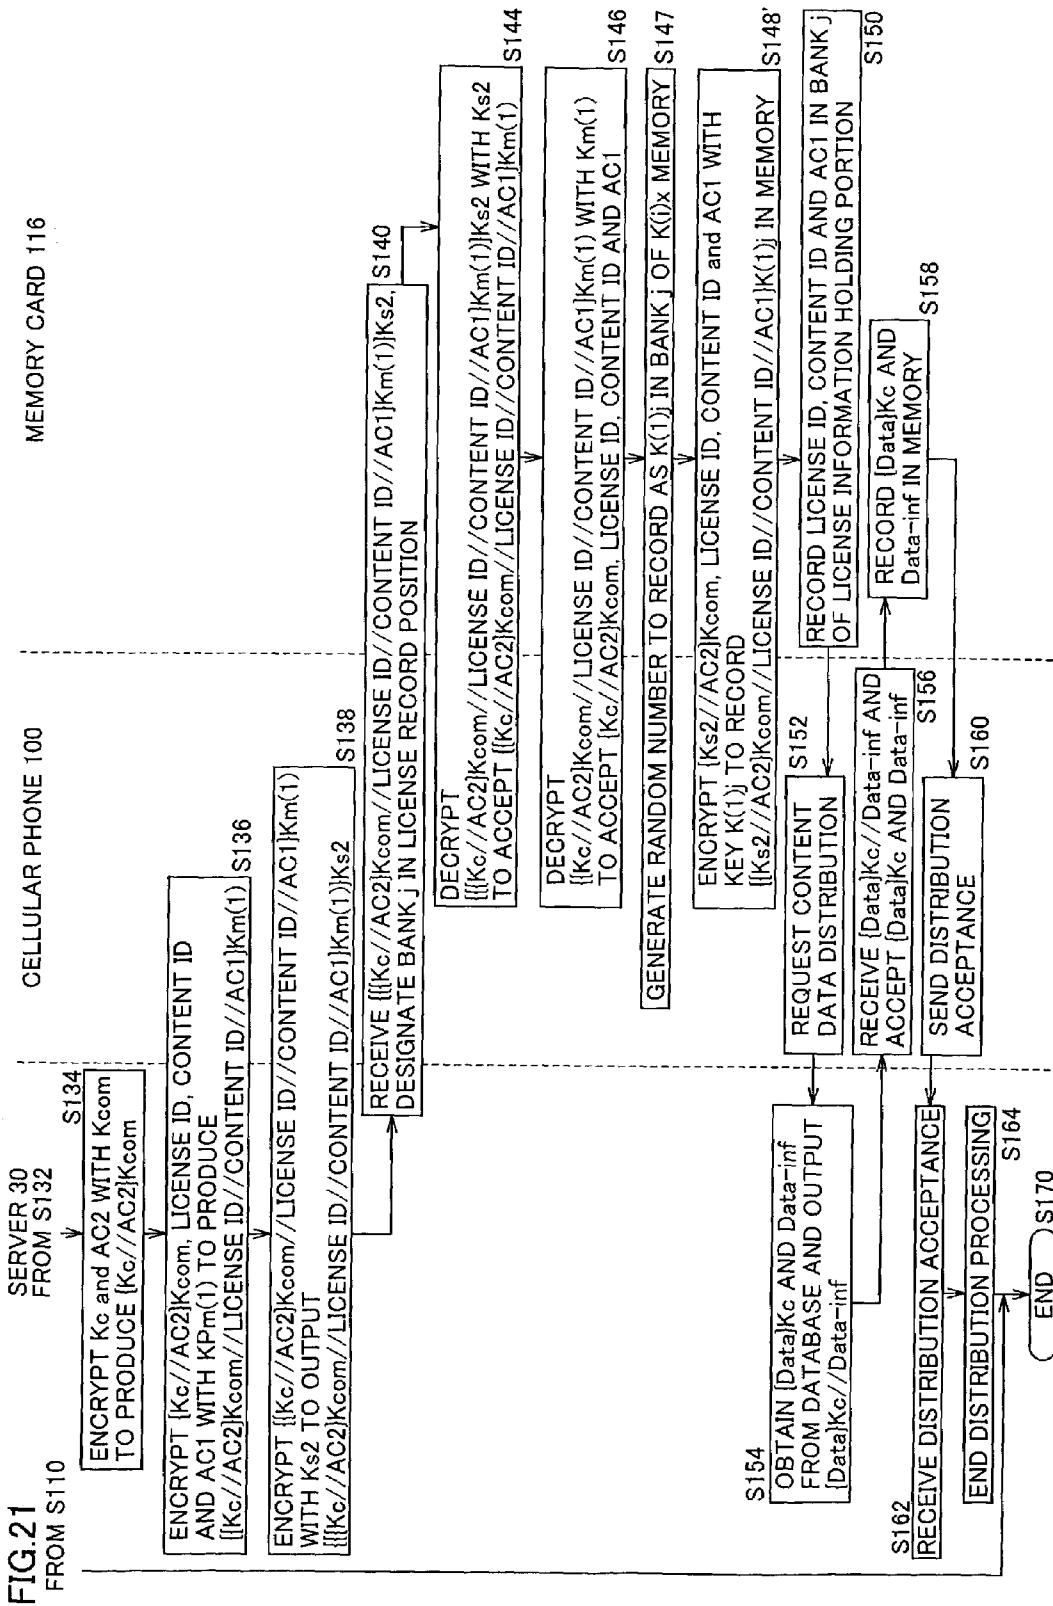 FIG.21
FROM S110
SERVER 30
FROM S132
CELLULAR PHONE 100
MEMORY CARD 116
S134
ENCRYPT Kc and AC2 WITH Kcom
TO PRODUCE {Kc//AC2}Kcom
ENCRYPT {Kc//AC2}Kcom, LICENSE ID, CONTENT ID
AND AC1 WITH KPm(1) TO PRODUCE
{{Kc//AC2}Kcom//LICENSE ID//CONTENT ID//AC1}Km(1)
S136
ENCRYPT {{Kc//AC2}Kcom//LICENSE ID//CONTENT ID//AC1}Km(1)
WITH Ks2 TO OUTPUT
{{{Kc//AC2}Kcom//LICENSE ID//CONTENT ID//AC1}Km(1)}Ks2
S138
RECEIVE {{{Kc//AC2}Kcom//LICENSE ID//CONTENT ID//AC1}Km(1)}Ks2,
DESIGNATE BANK j IN LICENSE RECORD POSITION
S140
DECRYPT
{{{Kc//AC2}Kcom//LICENSE ID//CONTENT ID//AC1}Km(1)}Ks2 WITH Ks2
TO ACCEPT {{Kc//AC2}Kcom//LICENSE ID//CONTENT ID//AC1}Km(1)
S144
DECRYPT
{{Kc//AC2}Kcom//LICENSE ID//CONTENT ID//AC1}Km(1) WITH Km(1)
TO ACCEPT {Kc//AC2}Kcom, LICENSE ID, CONTENT ID AND AC1
S146
GENERATE RANDOM NUMBER TO RECORD AS K(1)j IN BANK j OF K(i)x MEMORY
S147
ENCRYPT {Ks2//AC2}Kcom, LICENSE ID, CONTENT ID and AC1 WITH
KEY K(1)j TO RECORD
{{Ks2//AC2}Kcom//LICENSE ID//CONTENT ID//AC1}K(1)j IN MEMORY
S148'
RECORD LICENSE ID, CONTENT ID AND AC1 IN BANK j
OF LICENSE INFORMATION HOLDING PORTION
S150
S152
REQUEST CONTENT
DATA DISTRIBUTION
S154
OBTAIN {Data}Kc AND Data-inf
FROM DATABASE AND OUTPUT
{Data}Kc//Data-inf
RECEIVE {Data}Kc//Data-inf AND
ACCEPT {Data}Kc AND Data-inf
S156
RECORD {Data}Kc AND
Data-inf IN MEMORY
S158
SEND DISTRIBUTION
ACCEPTANCE
S160
S162
RECEIVE DISTRIBUTION ACCEPTANCE
END DISTRIBUTION PROCESSING
S164
END
S170